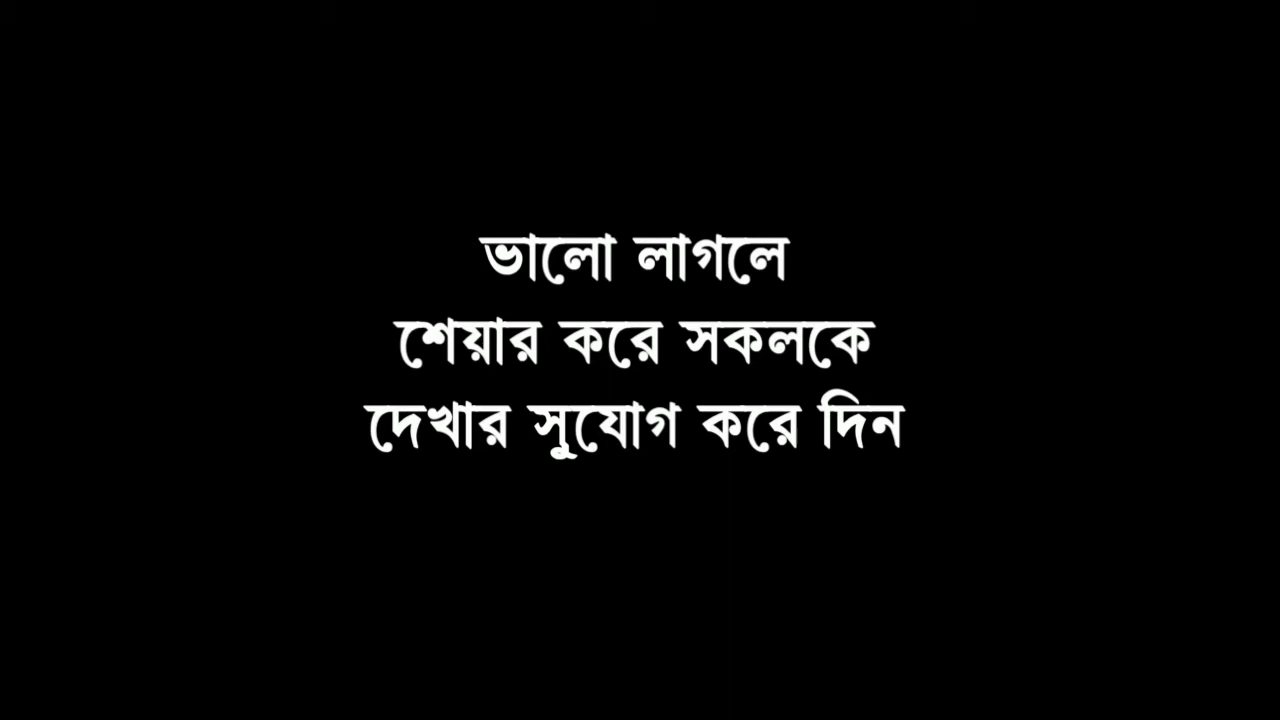 ভালো লাগলে
শেয়ার করে সকলকে
দেখার সুযোগ করে দিন